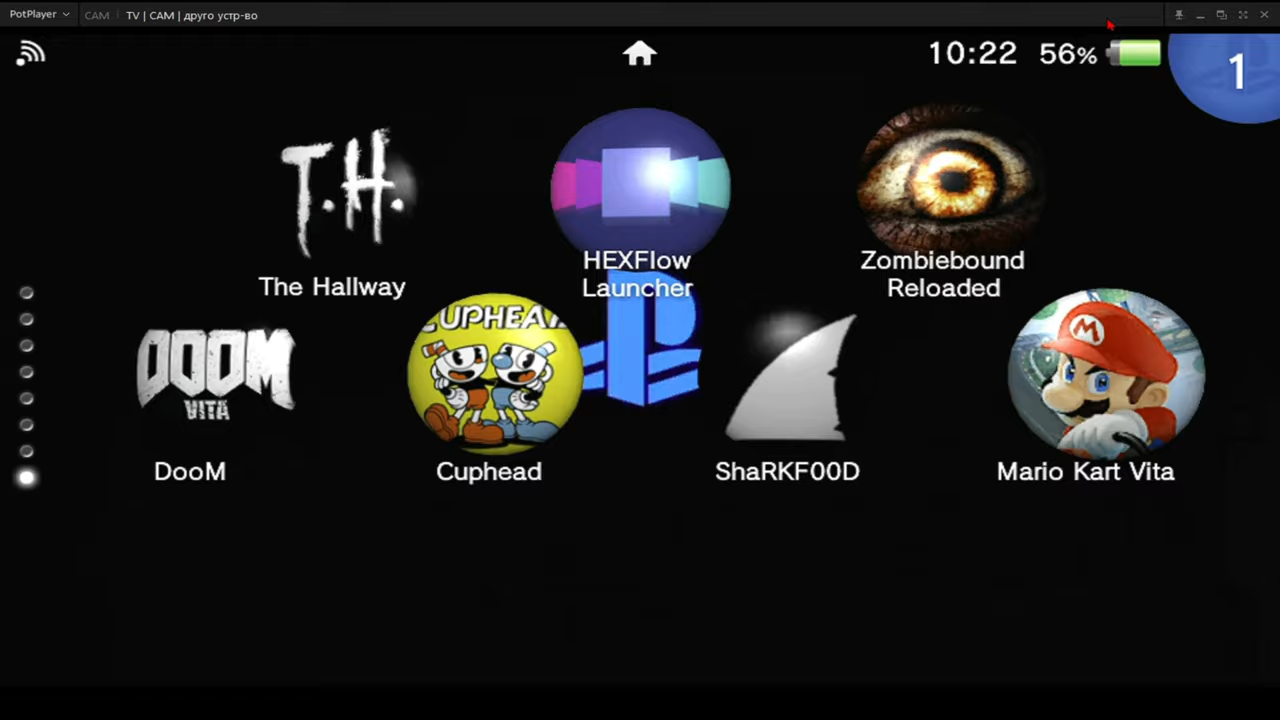 PotPlayer
CAM
TV | CAM | друго устр-во
10:22
56%
1
T.H.
The Hallway
HEXFlow
Launcher
Zombiebound
Reloaded
DOOM
VITA
DooM
CUPHEAD
Cuphead
ShaRKF00D
M
Mario Kart Vita